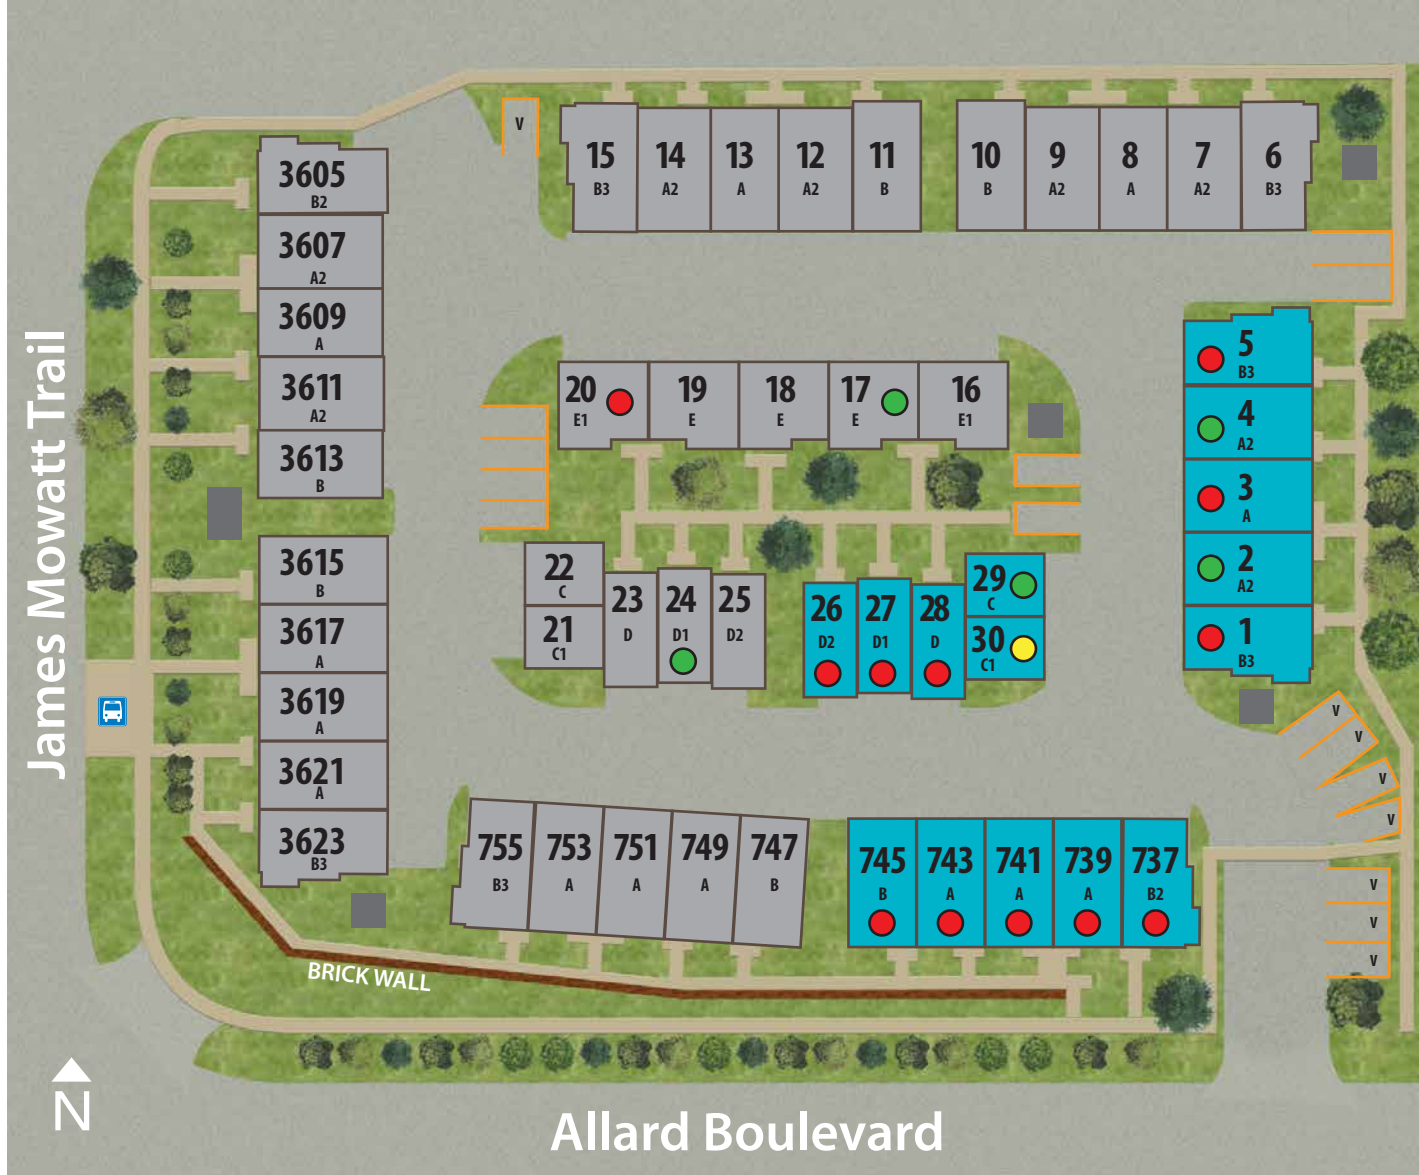 V
15
B3
14
A2
13
A
12
A2
11
B
10
B
9
A2
8
A
7
A2
6
B3
3605
B2
3607
A2
3609
A
3611
A2
3613
B
3615
B
3617
A
3619
A
3621
A
3623
B3
James Mowatt Trail
20
E1
19
E
18
E
17
E
16
E1
5
B3
4
A2
3
A
2
A2
1
B3
22
C
21
C1
23
D
24
D1
25
D2
26
D2
27
D1
28
D
29
C
30
C1
V
V
V
V
755
B3
753
A
751
A
749
A
747
B
745
B
743
A
741
A
739
A
737
B2
V
V
V
BRICK WALL
N
Allard Boulevard